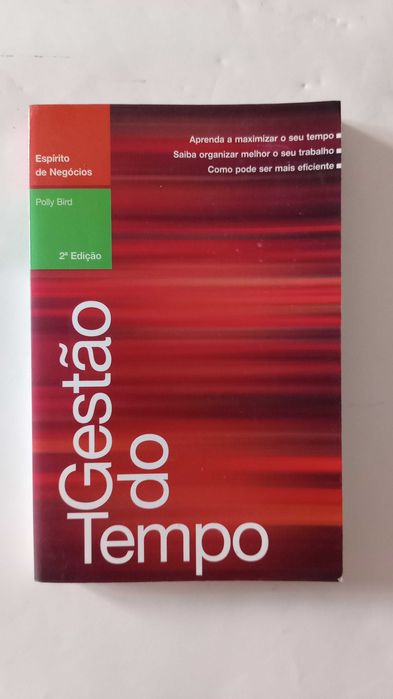 Espírito
de Negócios
Polly Bird
2ª Edição
Aprenda a maximizar o seu tempo
Saiba organizar melhor o seu trabalho
Como pode ser mais eficiente
Gestão
do
Tempo